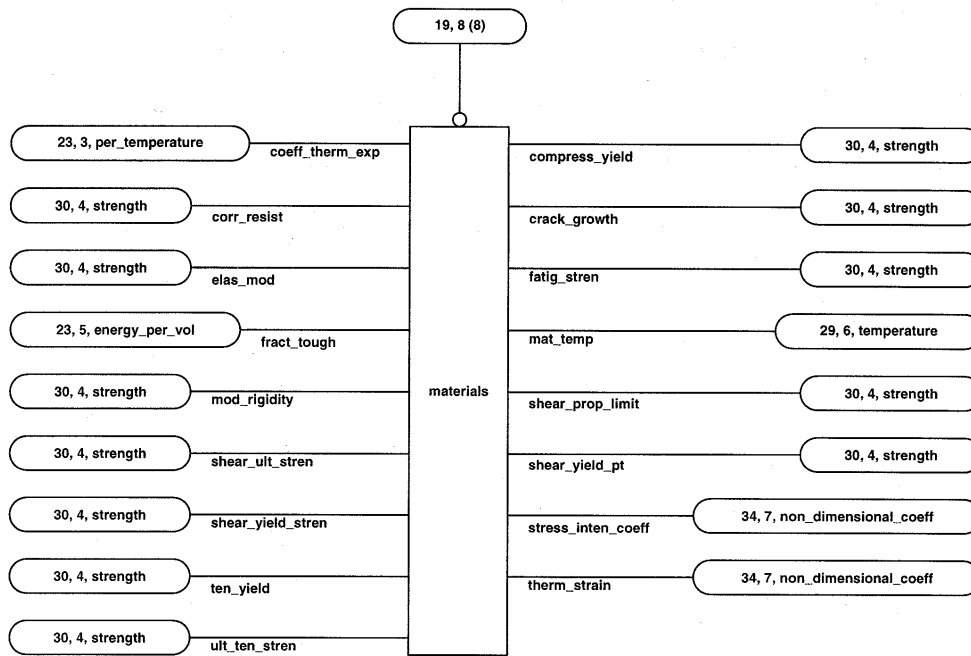 19, 8 (8)
23, 3, per_temperature
coeff_therm_exp
30, 4, strength
corr_resist
30, 4, strength
elas_mod
23, 5, energy_per_vol
fract_tough
30, 4, strength
mod_rigidity
30, 4, strength
shear_ult_stren
30, 4, strength
shear_yield_stren
30, 4, strength
ten_yield
30, 4, strength
ult_ten_stren
materials
compress_yield
30, 4, strength
crack_growth
30, 4, strength
fatig_stren
30, 4, strength
mat_temp
29, 6, temperature
shear_prop_limit
30, 4, strength
shear_yield_pt
30, 4, strength
stress_inten_coeff
34, 7, non_dimensional_coeff
therm_strain
34, 7, non_dimensional_coeff